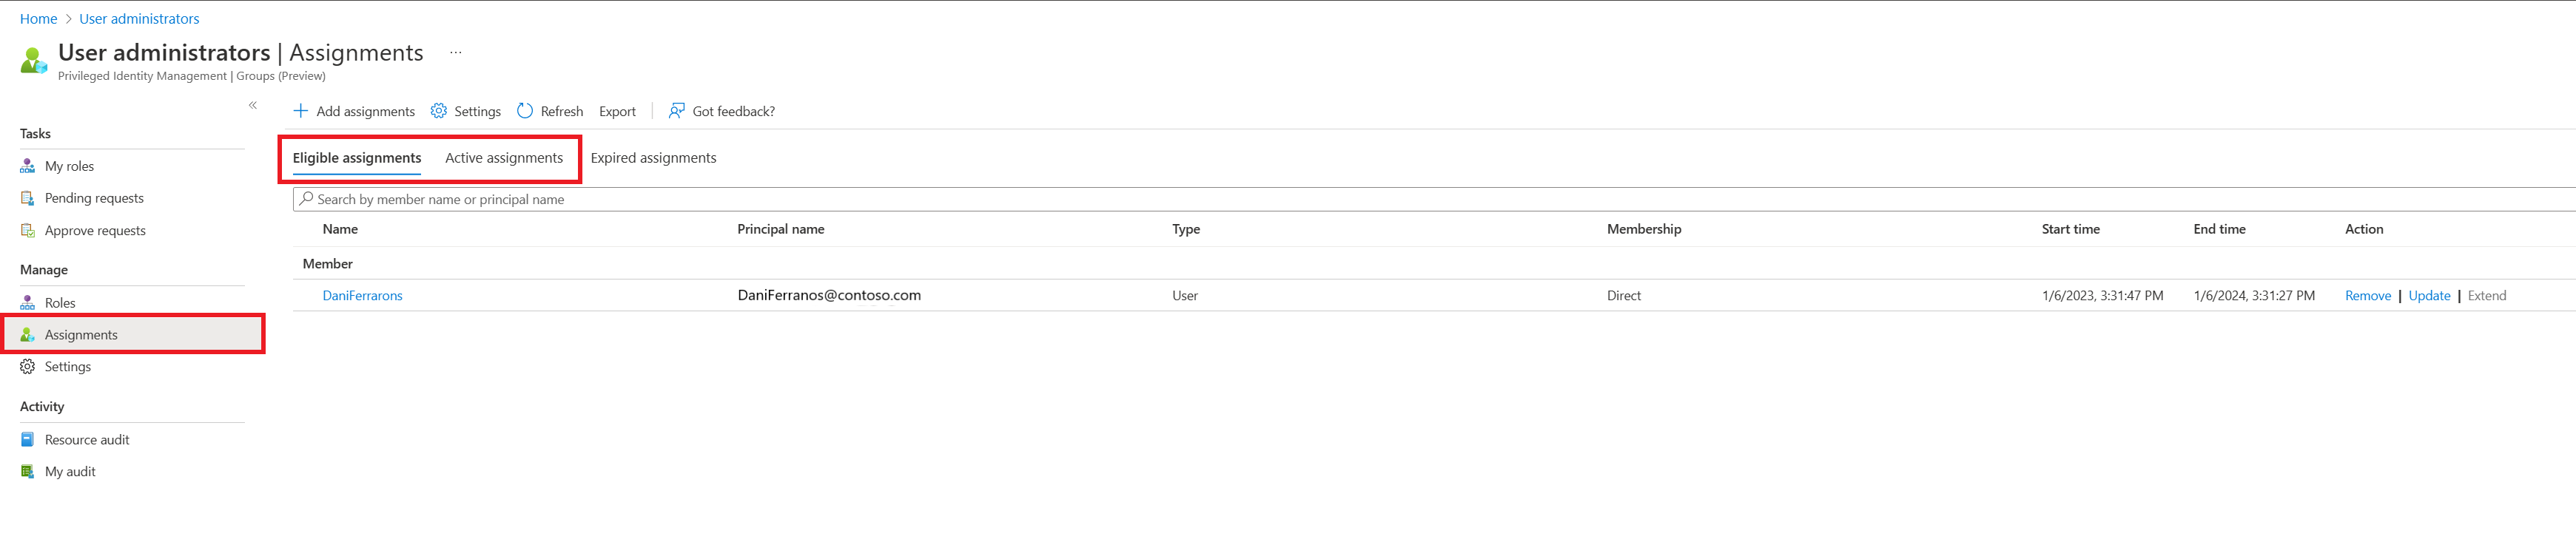 Home > User administrators
User administrators | Assignments ...
Privileged Identity Management | Groups (Preview)
«
Tasks
My roles
Pending requests
Approve requests
Manage
Roles
Assignments
Settings
Activity
Resource audit
My audit
+ Add assignments Settings Refresh Export | Got feedback?
Eligible assignments Active assignments Expired assignments
Search by member name or principal name
Name Principal name Type Membership Start time End time Action
Member
DaniFerrarons DaniFerranos@contoso.com User Direct 1/6/2023, 3:31:47 PM 1/6/2024, 3:31:27 PM Remove | Update | Extend